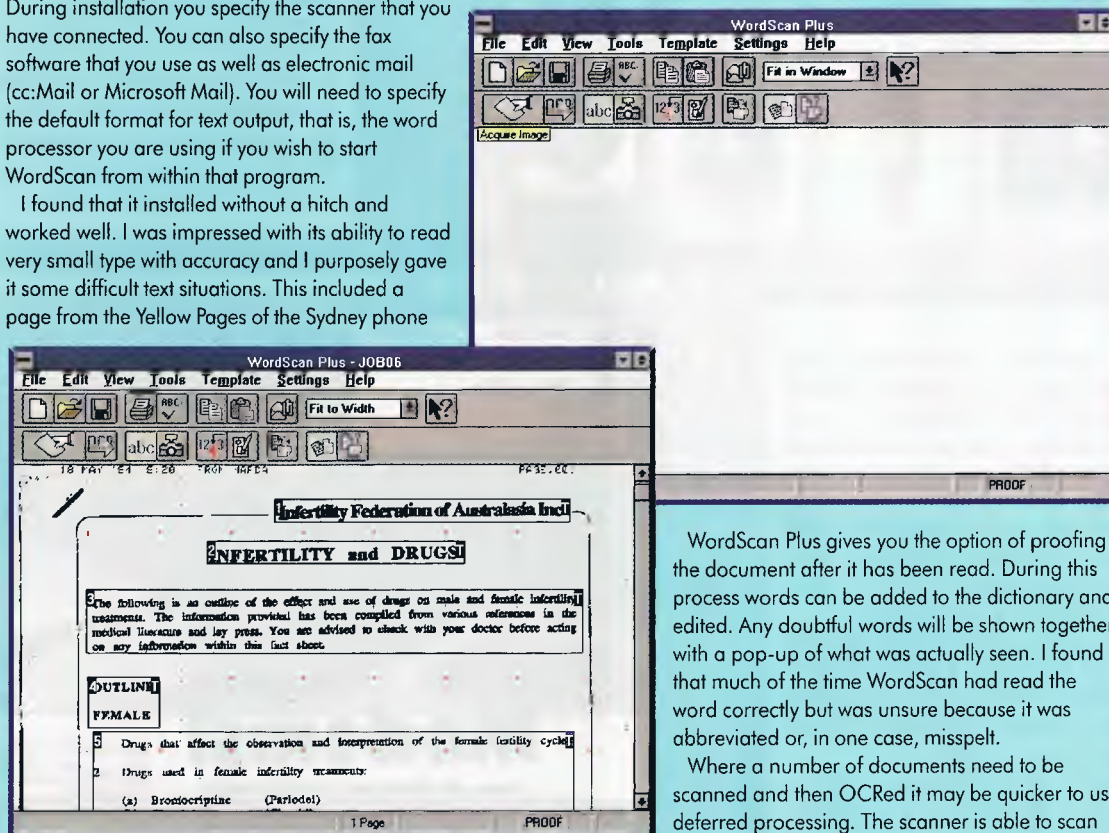 During installation you specify the scanner that you
have connected. You can also specify the fax
software that you use as well as electronic mail
(cc:Mail or Microsoft Mail). You will need to specify
the default format for text output, that is, the word
processor you are using if you wish to start
WordScan from within that program.
I found that it installed without a hitch and
worked well. I was impressed with its ability to read
very small type with accuracy and I purposely gave
it some difficult text situations. This included a
page from the Yellow Pages of the Sydney phone
WordScan Plus
File Edit View Tools Template Settings Help
ABC Fit in Window ?
abc 123
Acquire Image
PROOF
WordScan Plus - JOB06
File Edit View Tools Template Settings Help
ABC Fit to Width ?
abc 123
18 MAY
1 Infertility Federation of Australasia Inc
2 INFERTILITY and DRUGS
3 The following is an outline of the effect and use of drugs on male and female infertility
treatments. The information provided has been compiled from various references in the
medical literature and lay press. You are advised to check with your doctor before acting
on any information within this fact sheet.
4 OUTLINE
FEMALE
5 Drugs that affect the observation and interpretation of the female fertility cycle
2 Drugs used in female infertility treatments:
(a) Bromocriptine (Parlodel)
1 Page PROOF
WordScan Plus gives you the option of proofing
the document after it has been read. During this
process words can be added to the dictionary and
edited. Any doubtful words will be shown together
with a pop-up of what was actually seen. I found
that much of the time WordScan had read the
word correctly but was unsure because it was
abbreviated or, in one case, misspelt.
Where a number of documents need to be
scanned and then OCRed it may be quicker to us
deferred processing. The scanner is able to scan